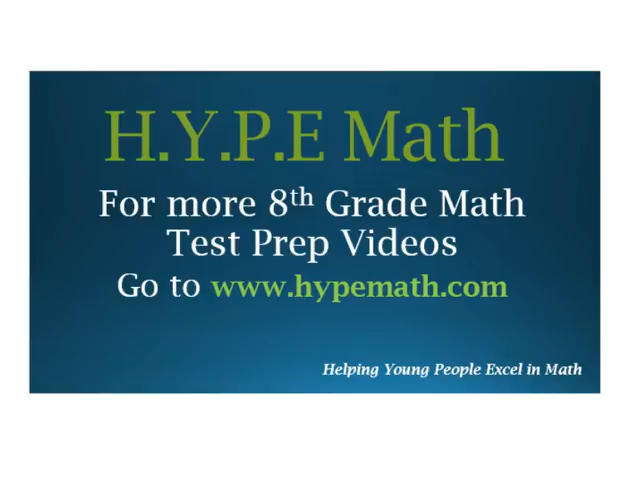 H.Y.P.E Math
For more 8th Grade Math
Test Prep Videos
Go to www.hypemath.com
Helping Young People Excel in Math